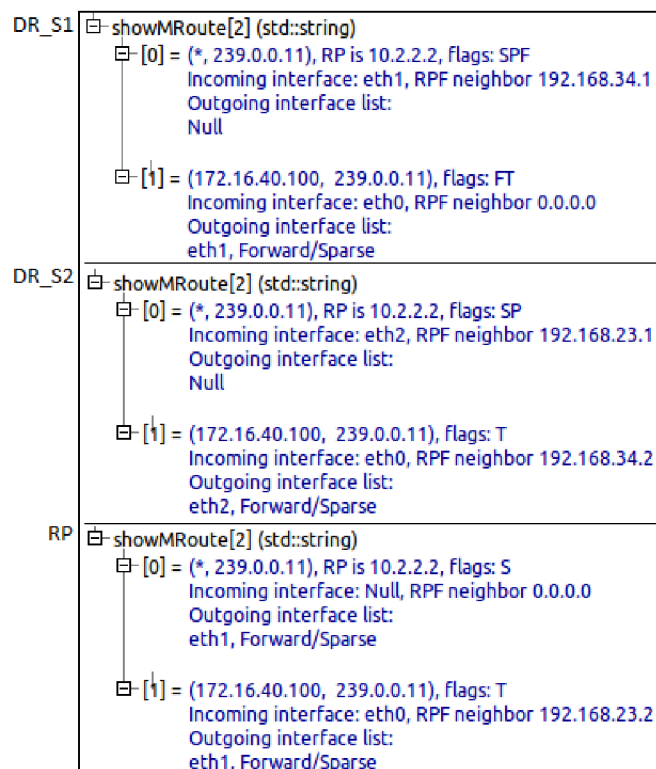 DR_S1
showMRoute[2] (std::string)
[0] = (*, 239.0.0.11), RP is 10.2.2.2, flags: SPF
Incoming interface: eth1, RPF neighbor 192.168.34.1
Outgoing interface list:
Null
[1] = (172.16.40.100, 239.0.0.11), flags: FT
Incoming interface: eth0, RPF neighbor 0.0.0.0
Outgoing interface list:
eth1, Forward/Sparse
DR_S2
showMRoute[2] (std::string)
[0] = (*, 239.0.0.11), RP is 10.2.2.2, flags: SP
Incoming interface: eth2, RPF neighbor 192.168.23.1
Outgoing interface list:
Null
[1] = (172.16.40.100, 239.0.0.11), flags: T
Incoming interface: eth0, RPF neighbor 192.168.34.2
Outgoing interface list:
eth2, Forward/Sparse
RP
showMRoute[2] (std::string)
[0] = (*, 239.0.0.11), RP is 10.2.2.2, flags: S
Incoming interface: Null, RPF neighbor 0.0.0.0
Outgoing interface list:
eth1, Forward/Sparse
[1] = (172.16.40.100, 239.0.0.11), flags: T
Incoming interface: eth0, RPF neighbor 192.168.23.2
Outgoing interface list:
eth1, Forward/Sparse